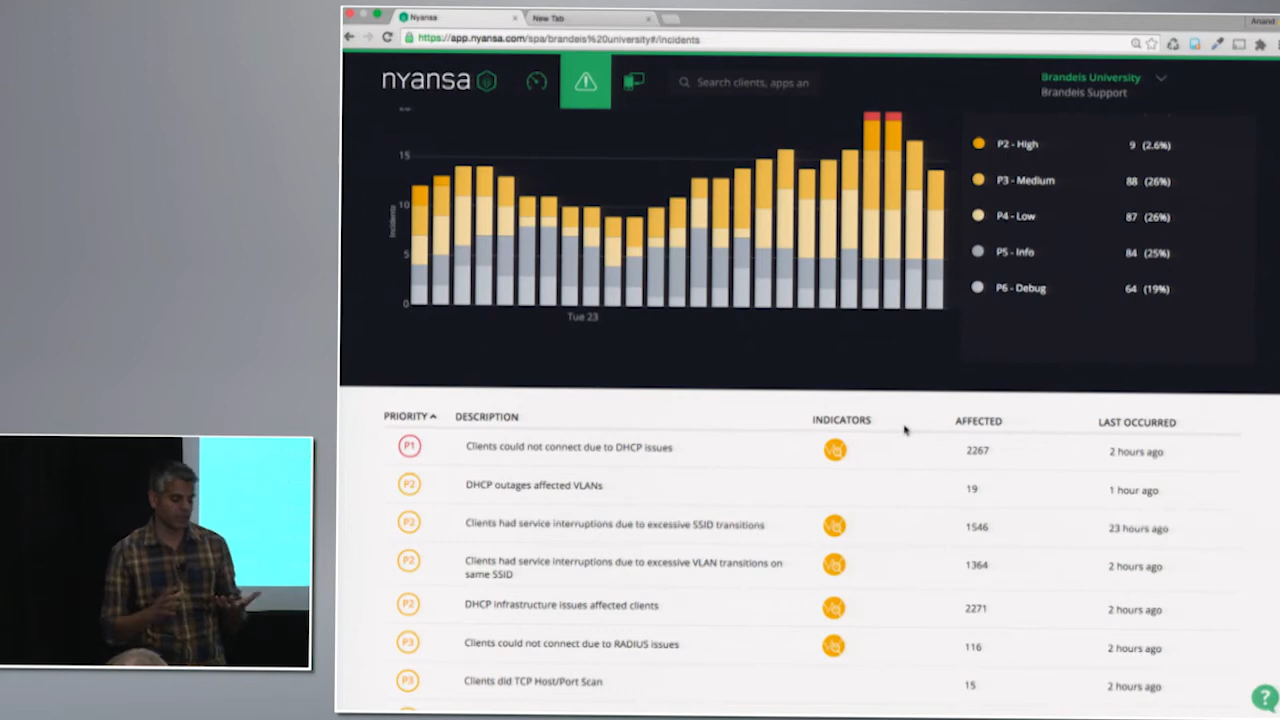 Nyansa
New Tab
Anand
https://app.nyansa.com/spa/brandeis%20university#/incidents
nyansa
Search clients, apps an
Brandeis University
Brandeis Support
15
10
5
0
Incidents
Tue 23
P2 - High 9 (2.6%)
P3 - Medium 88 (26%)
P4 - Low 87 (26%)
P5 - Info 84 (25%)
P6 - Debug 64 (19%)
PRIORITY DESCRIPTION INDICATORS AFFECTED LAST OCCURRED
P1 Clients could not connect due to DHCP issues 2267 2 hours ago
P2 DHCP outages affected VLANs 19 1 hour ago
P2 Clients had service interruptions due to excessive SSID transitions 1546 23 hours ago
P2 Clients had service interruptions due to excessive VLAN transitions on
same SSID 1364 2 hours ago
P2 DHCP infrastructure issues affected clients 2271 2 hours ago
P3 Clients could not connect due to RADIUS issues 116 2 hours ago
P3 Clients did TCP Host/Port Scan 15 2 hours ago
?